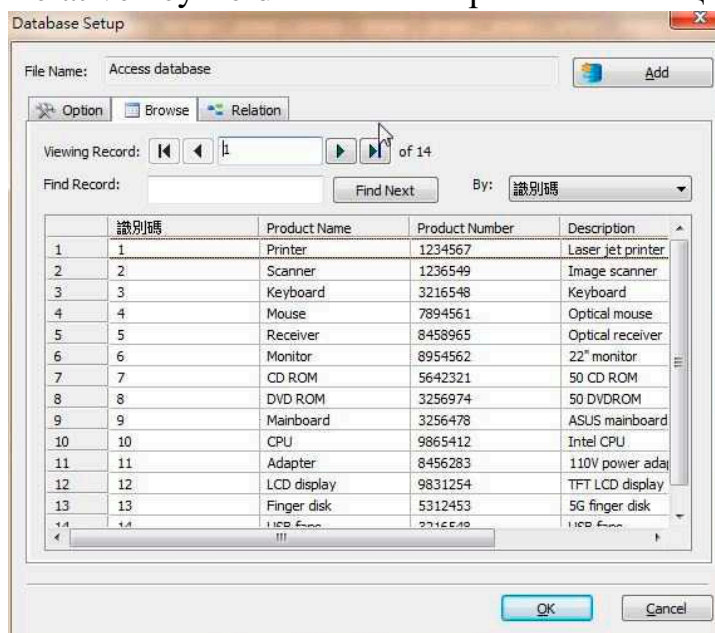 Database Setup
File Name: Access database Add
Option Browse Relation
Viewing Record: 1 of 14
Find Record: Find Next By: 識別碼
識別碼 Product Name Product Number Description
1 1 Printer 1234567 Laser jet printer
2 2 Scanner 1236549 Image scanner
3 3 Keyboard 3216548 Keyboard
4 4 Mouse 7894561 Optical mouse
5 5 Receiver 8458965 Optical receiver
6 6 Monitor 8954562 22" monitor
7 7 CD ROM 5642321 50 CD ROM
8 8 DVD ROM 3256974 50 DVDROM
9 9 Mainboard 3256478 ASUS mainboard
10 10 CPU 9865412 Intel CPU
11 11 Adapter 8456283 110V power adap
12 12 LCD display 9831254 TFT LCD display
13 13 Finger disk 5312453 5G finger disk
14 14
OK Cancel